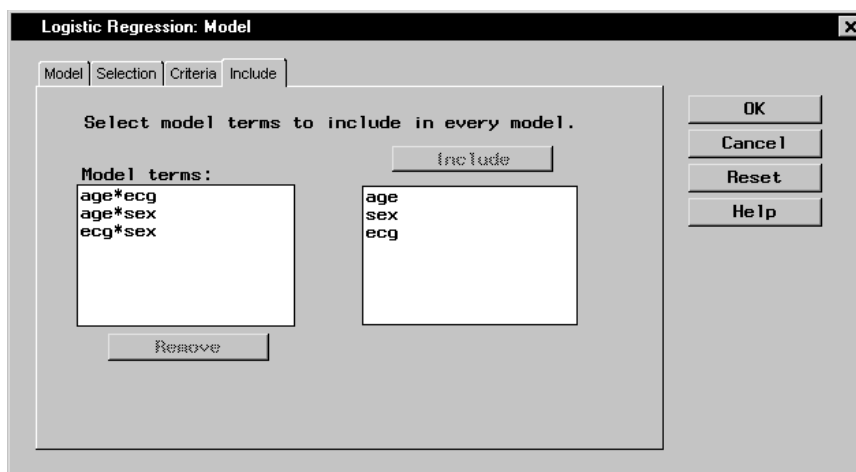 Logistic Regression: Model
Model Selection Criteria Include
Select model terms to include in every model.
Include
Model terms:
age*ecg
age*sex
ecg*sex
age
sex
ecg
Remove
OK
Cancel
Reset
Help